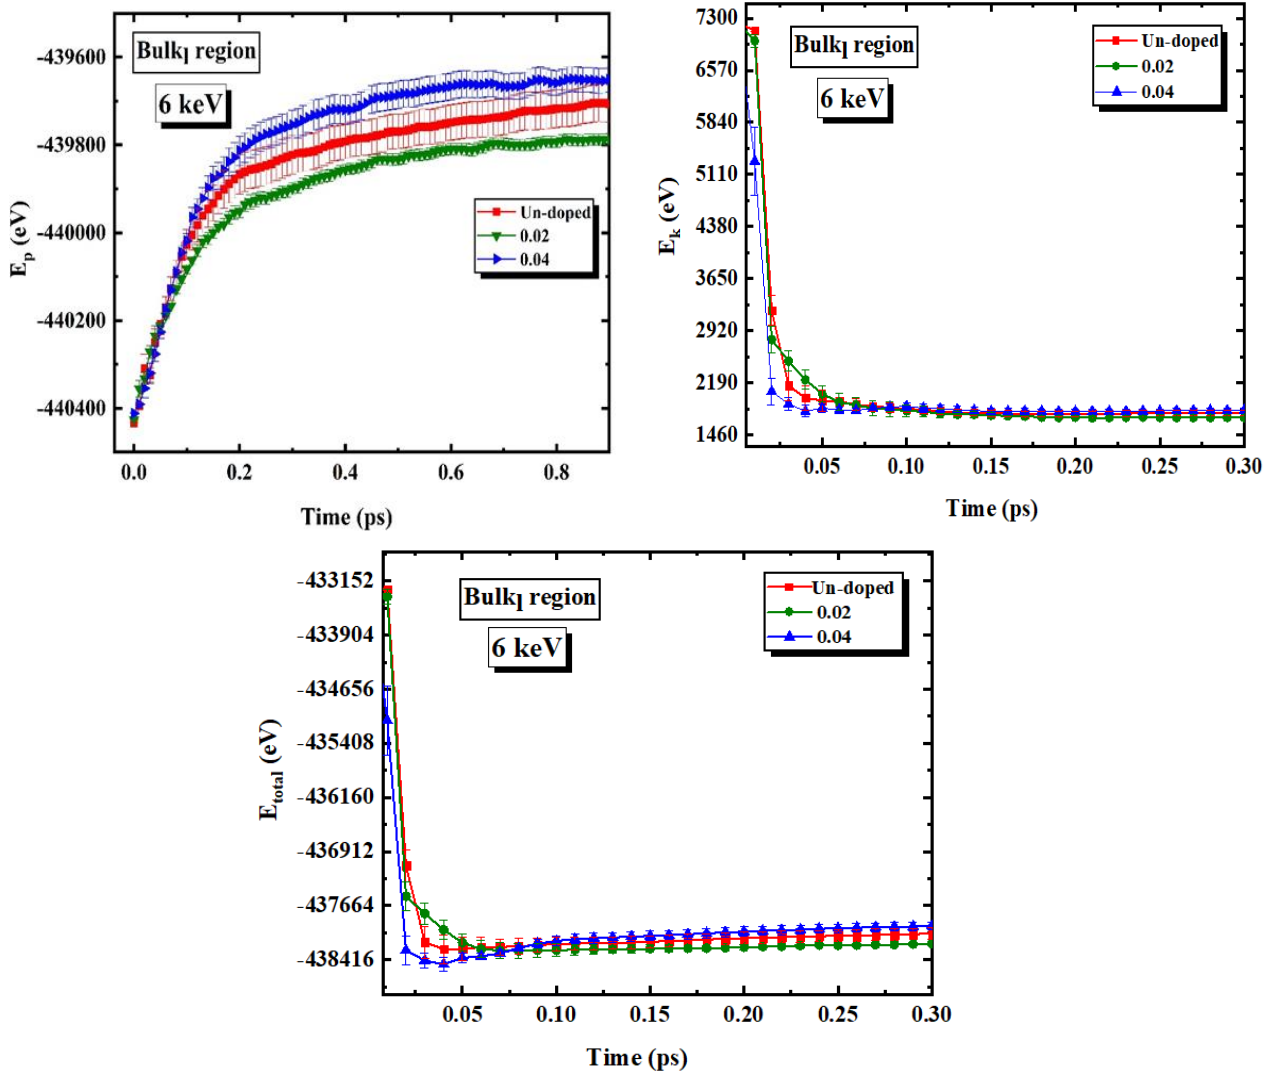 Bulk1 region
6 keV
Un-doped
0.02
0.04
-439600
-439800
-440000
-440200
-440400
Ep (eV)
0.0 0.2 0.4 0.6 0.8
Time (ps)
Bulk1 region
6 keV
Un-doped
0.02
0.04
7300
6570
5840
5110
4380
3650
2920
2190
1460
Ek (eV)
0.05 0.10 0.15 0.20 0.25 0.30
Time (ps)
Bulk1 region
6 keV
Un-doped
0.02
0.04
-433152
-433904
-434656
-435408
-436160
-436912
-437664
-438416
Etotal (eV)
0.05 0.10 0.15 0.20 0.25 0.30
Time (ps)